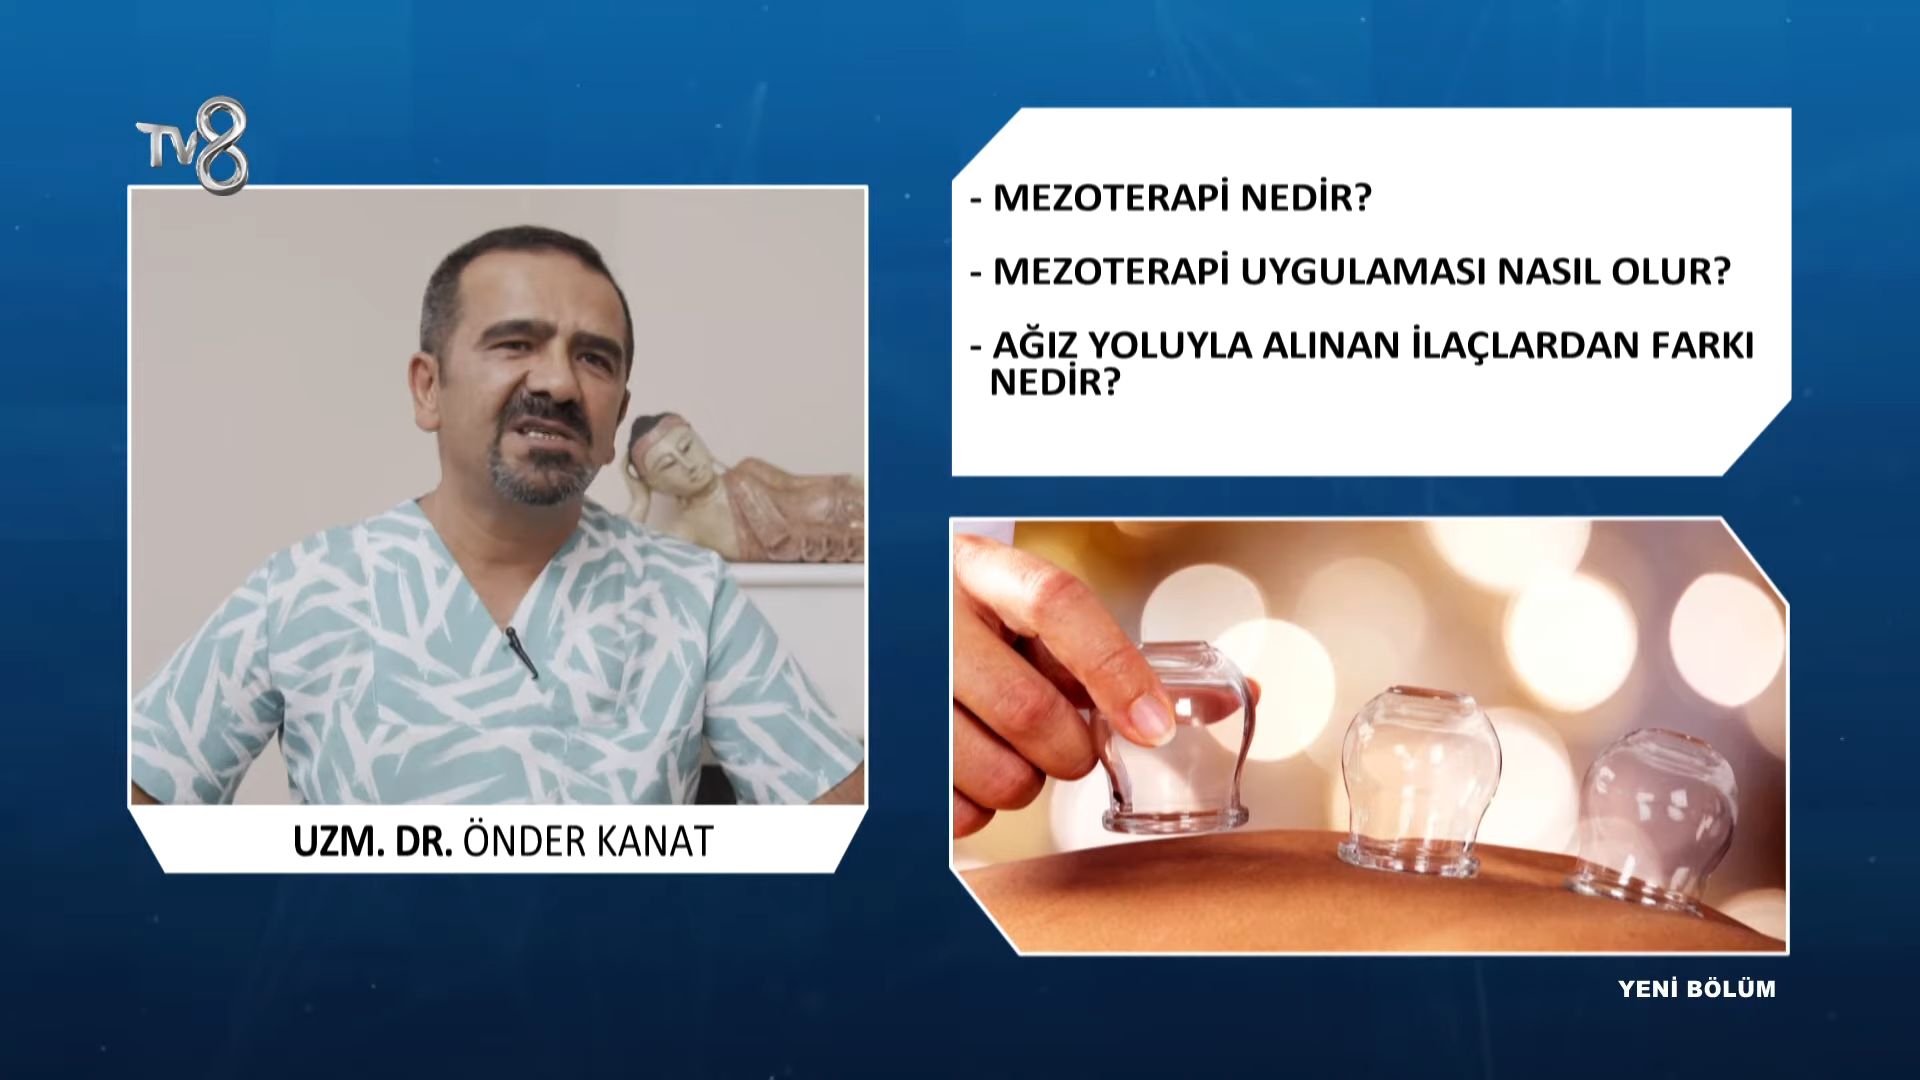 TV8
- MEZOTERAPİ NEDİR?
- MEZOTERAPİ UYGULAMASI NASIL OLUR?
- AĞIZ YOLUYLA ALINAN İLAÇLARDAN FARKI
NEDİR?
UZM. DR. ÖNDER KANAT
YENİ BÖLÜM